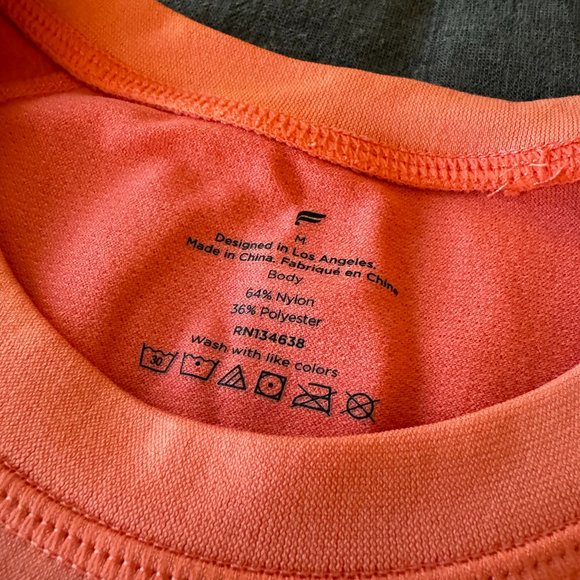 M
Designed in Los Angeles.
Made in China. Fabriqué en Chine
Body
64% Nylon
36% Polyester
RN134638
Wash with like colors
30